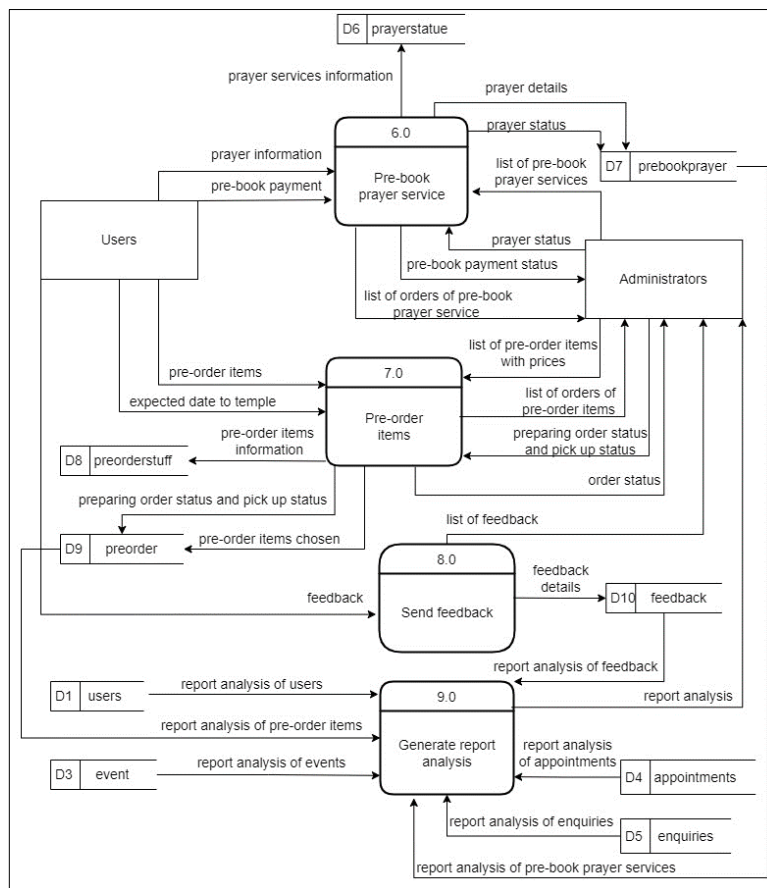 D6 prayerstatue
prayer services information
prayer details
6.0
prayer status
prayer information
list of pre-book
prayer services
D7 prebookprayer
Pre-book
prayer service
pre-book payment
Users
prayer status
pre-book payment status
Administrators
list of orders of pre-book
prayer service
list of pre-order items
with prices
pre-order items
7.0
expected date to temple
list of orders of
pre-order items
Pre-order
items
pre-order items
information
preparing order status
and pick up status
D8 preorderstuff
order status
preparing order status and pick up status
list of feedback
D9 preorder
pre-order items chosen
8.0
feedback
details
feedback
Send feedback
D10 feedback
report analysis of feedback
report analysis of users
D1 users
9.0
report analysis
report analysis of pre-order items
Generate report
analysis
report analysis
of appointments
report analysis of events
D3 event
D4 appointments
report analysis of enquiries
D5 enquiries
report analysis of pre-book prayer services